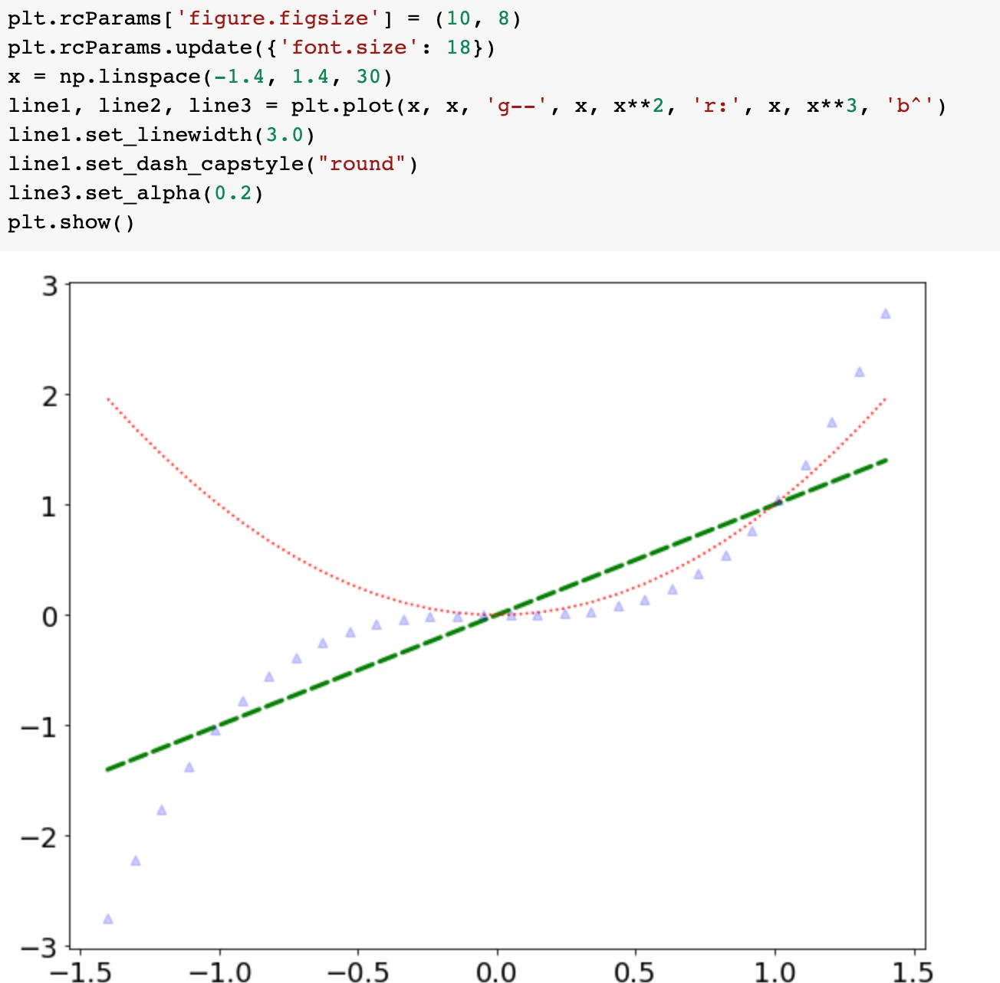 plt.rcParams['figure.figsize'] = (10, 8)
plt.rcParams.update({'font.size': 18})
x = np.linspace(-1.4, 1.4, 30)
line1, line2, line3 = plt.plot(x, x, 'g--', x, x**2, 'r:', x, x**3, 'b^')
line1.set_linewidth(3.0)
line1.set_dash_capstyle("round")
line3.set_alpha(0.2)
plt.show()
3
2
1
0
−1
−2
−3
−1.5 −1.0 −0.5 0.0 0.5 1.0 1.5